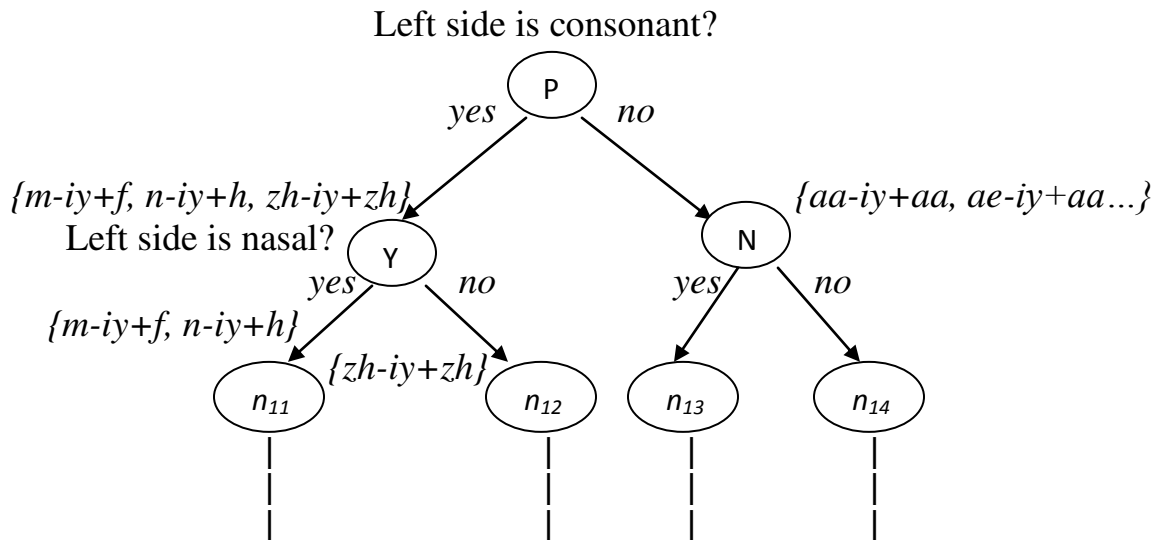 Left side is consonant?
P
yes no
{m-iy+f, n-iy+h, zh-iy+zh} {aa-iy+aa, ae-iy+aa...}
Left side is nasal?
Y N
yes no yes no
{m-iy+f, n-iy+h}
{zh-iy+zh}
n11 n12 n13 n14